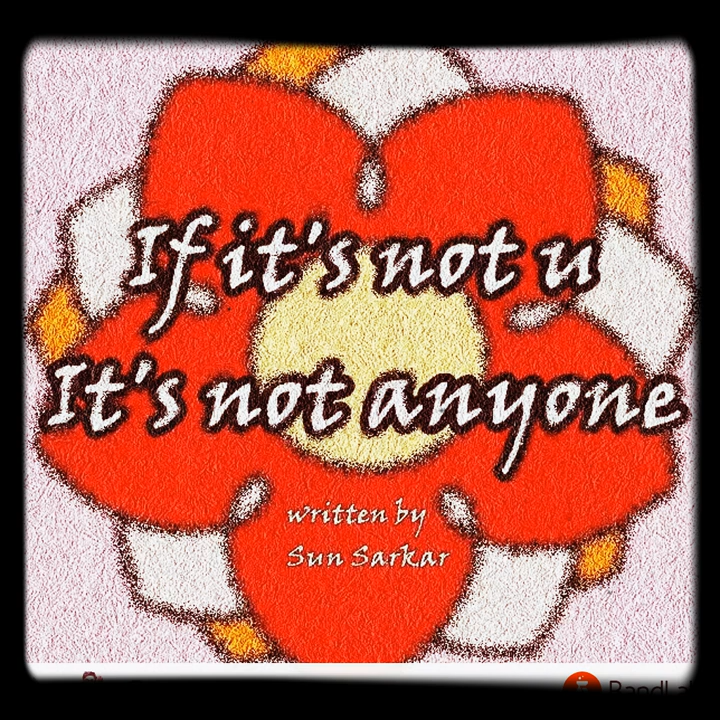 If it's not u
It's not anyone
written by
Sun Sarkar